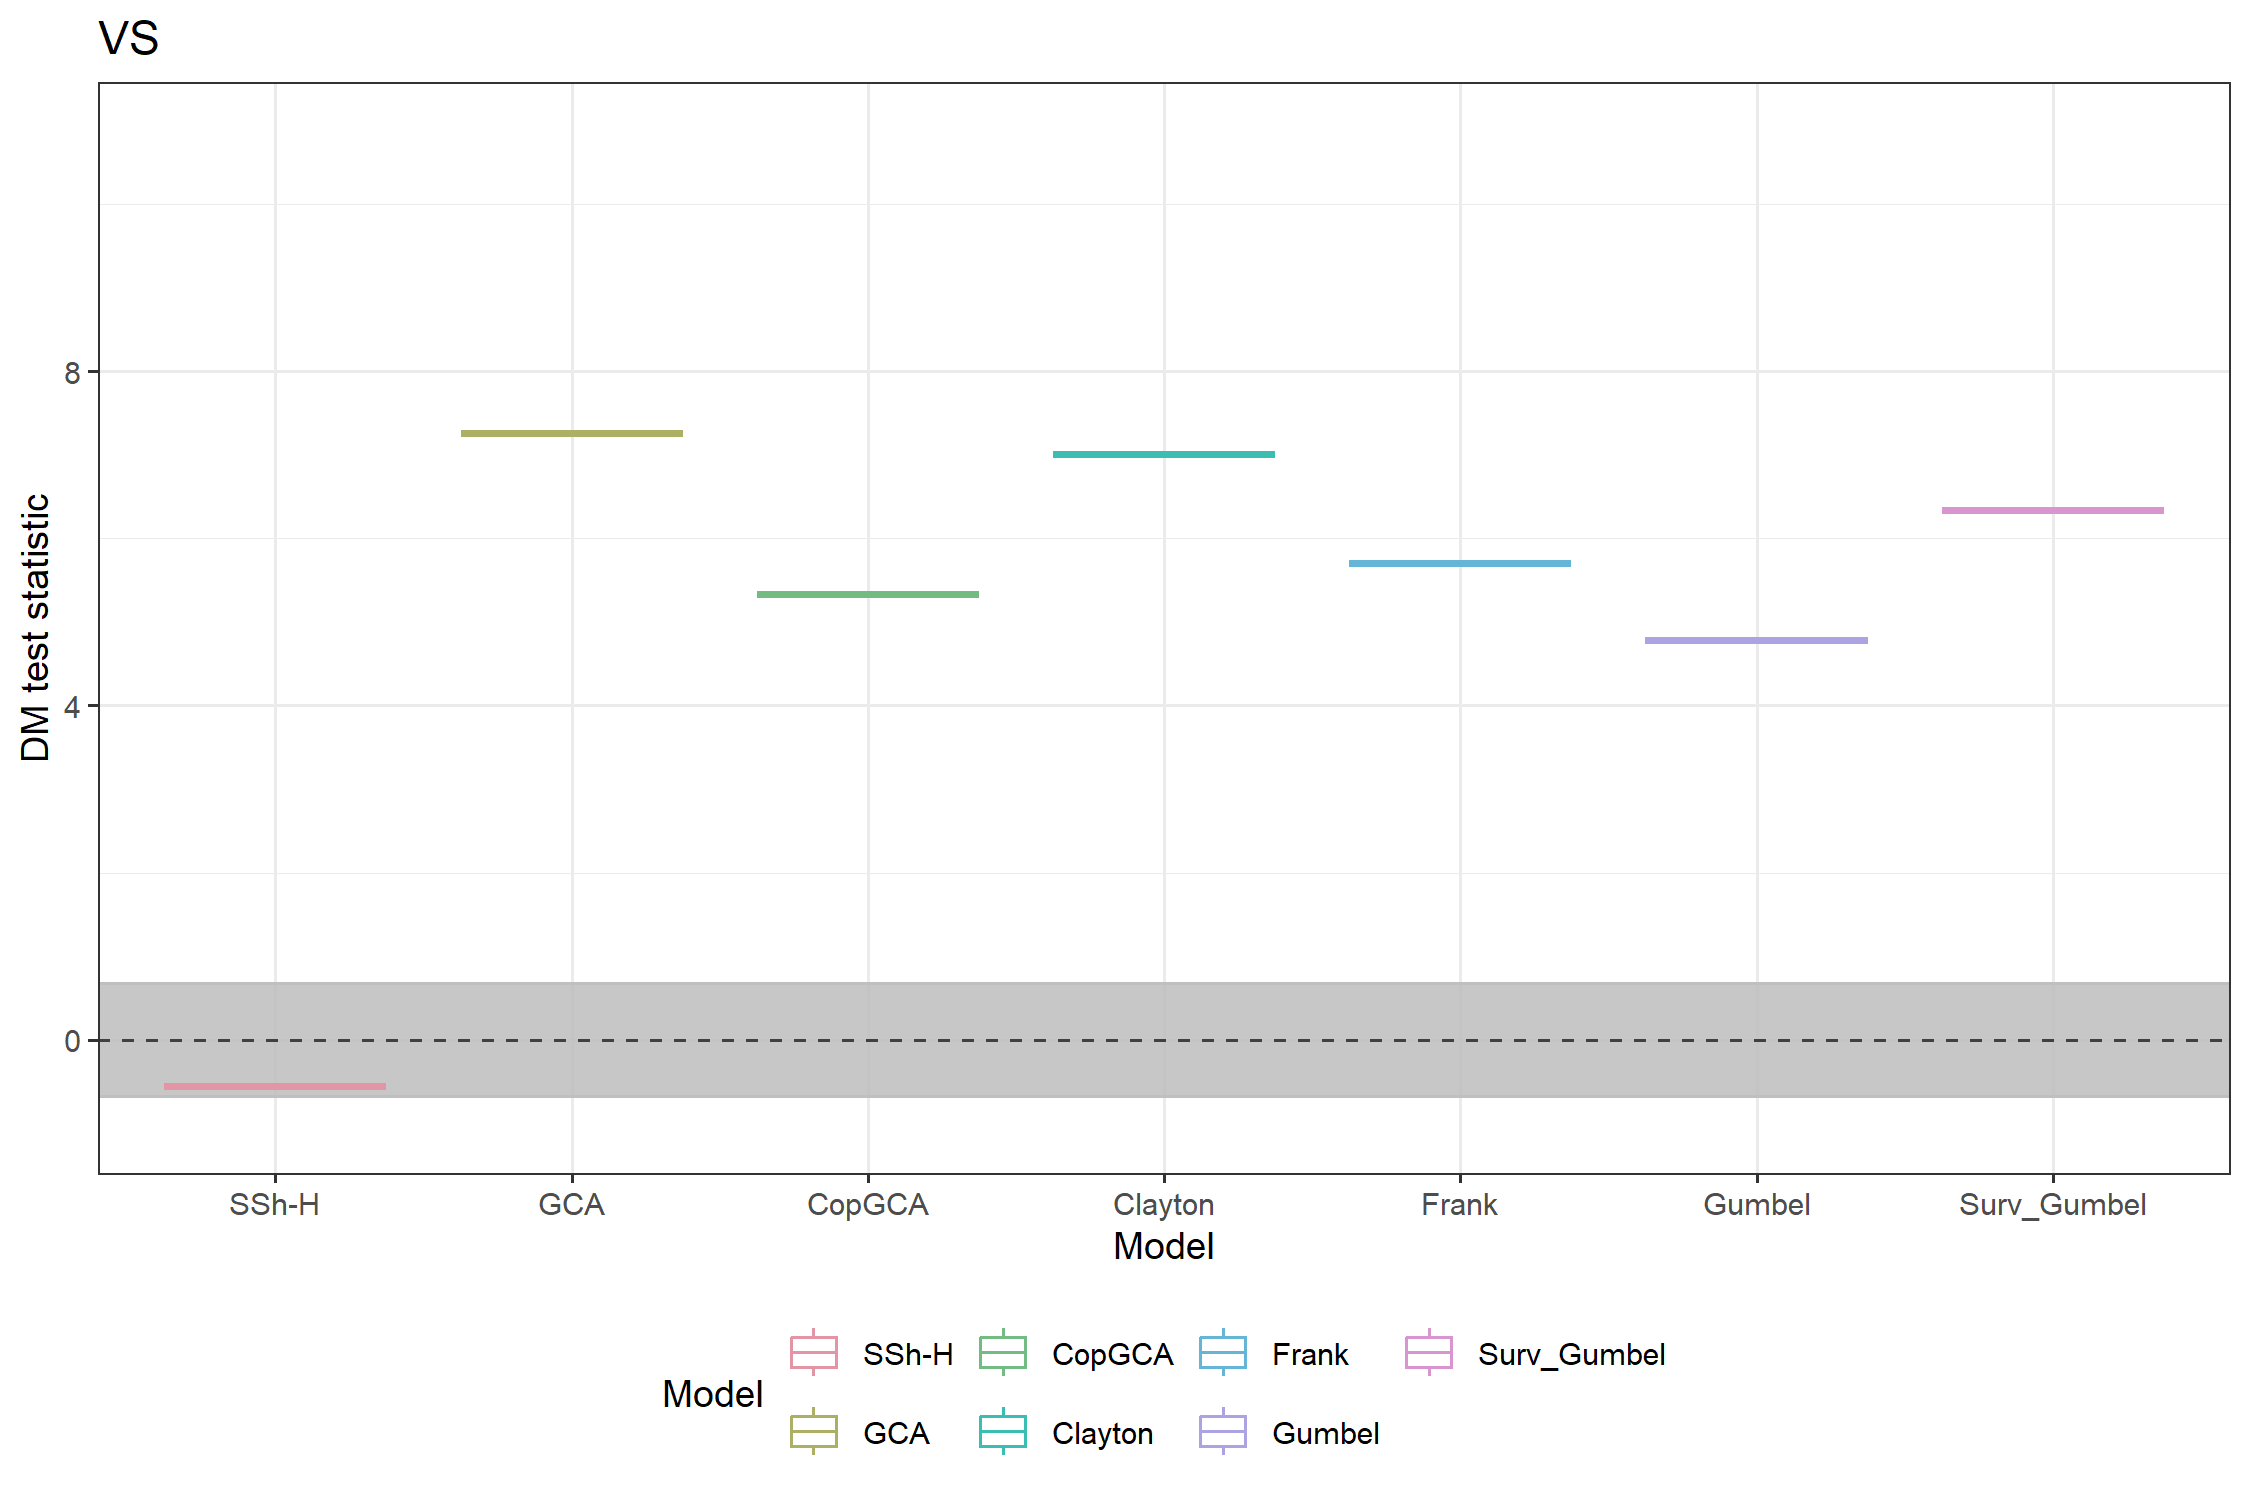 VS
DM test statistic
8
4
0
SSh-H GCA CopGCA Clayton Frank Gumbel Surv_Gumbel
Model
Model
SSh-H CopGCA Frank Surv_Gumbel
GCA Clayton Gumbel